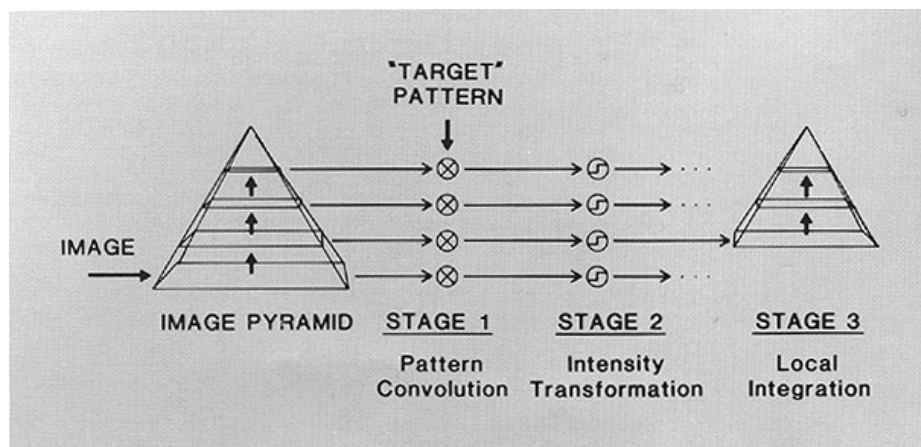 "TARGET"
PATTERN
IMAGE
IMAGE PYRAMID
STAGE 1
Pattern
Convolution
STAGE 2
Intensity
Transformation
STAGE 3
Local
Integration